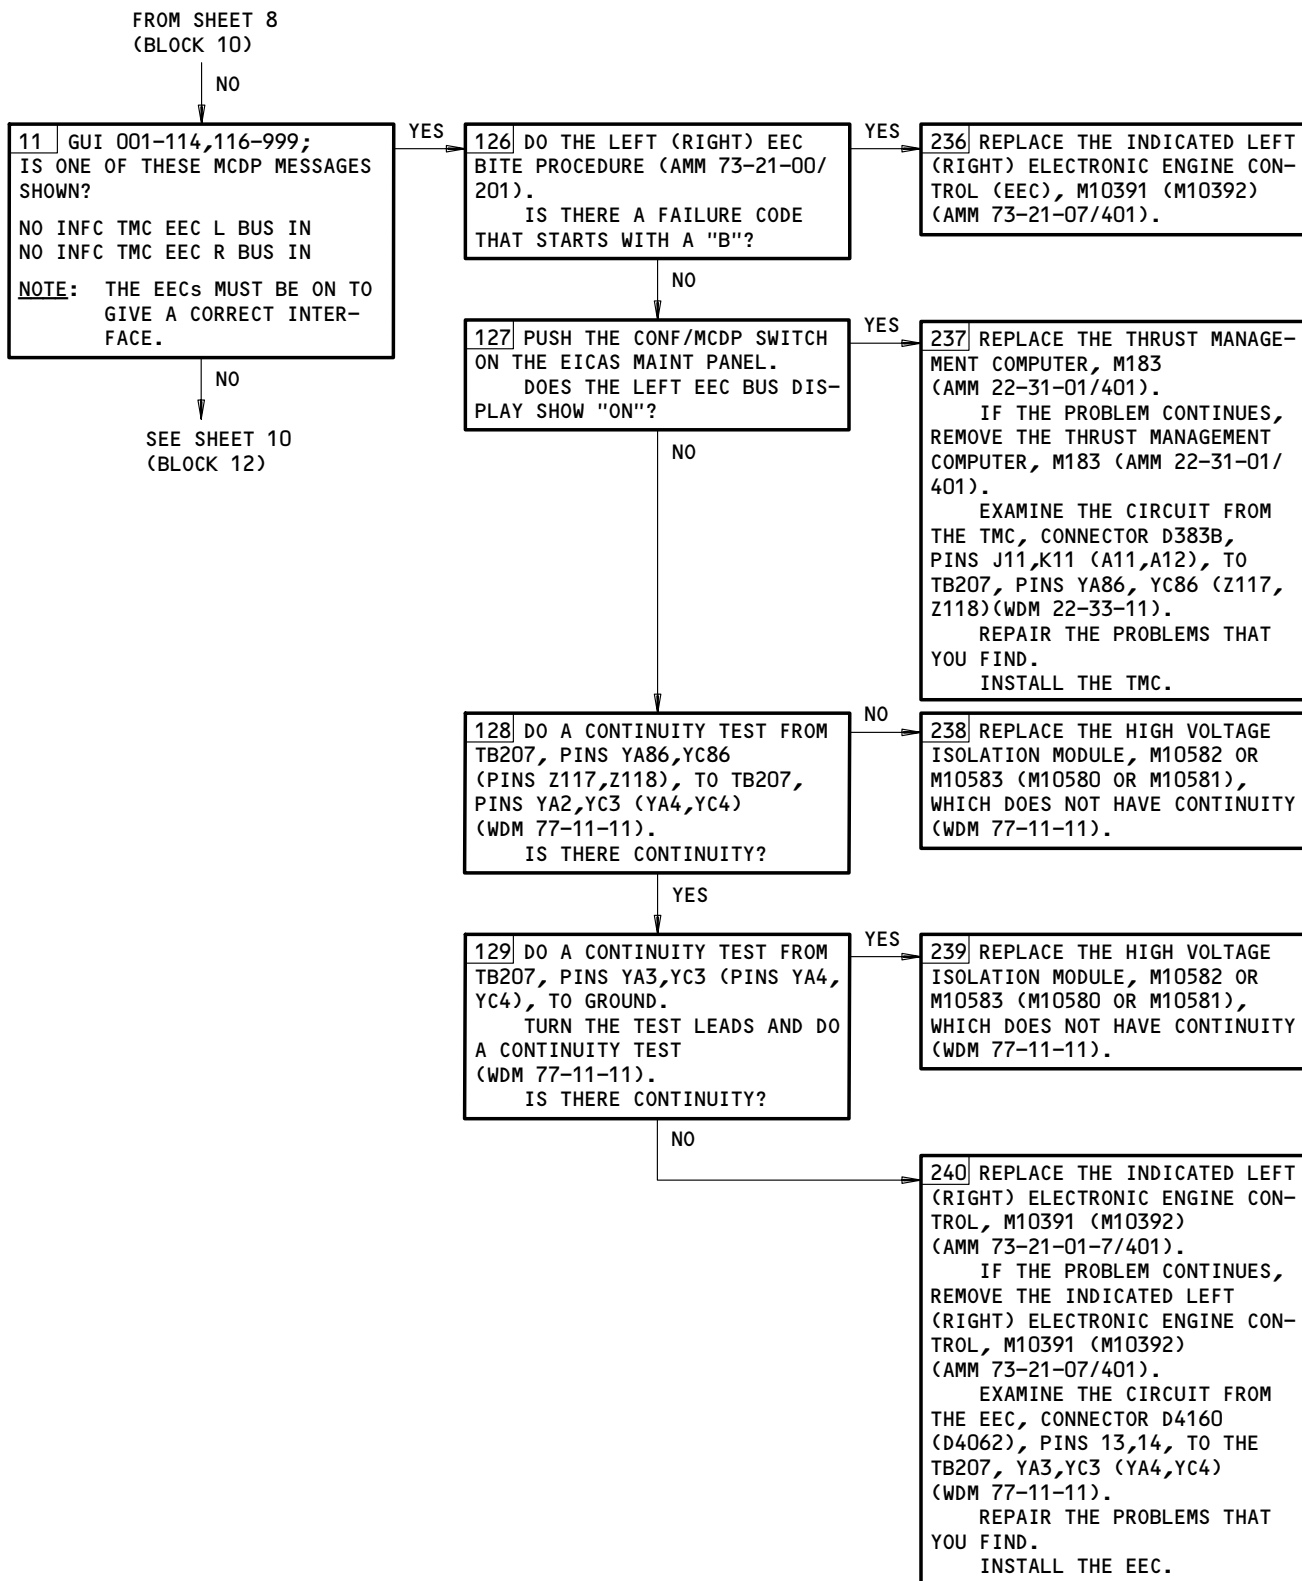 FROM SHEET 8
(BLOCK 10)
NO
11 GUI 001-114,116-999;
IS ONE OF THESE MCDP MESSAGES
SHOWN?
NO INFC TMC EEC L BUS IN
NO INFC TMC EEC R BUS IN
NOTE: THE EECs MUST BE ON TO
GIVE A CORRECT INTER-
FACE.
NO
SEE SHEET 10
(BLOCK 12)
YES
126 DO THE LEFT (RIGHT) EEC
BITE PROCEDURE (AMM 73-21-00/
201).
IS THERE A FAILURE CODE
THAT STARTS WITH A "B"?
YES
236 REPLACE THE INDICATED LEFT
(RIGHT) ELECTRONIC ENGINE CON-
TROL (EEC), M10391 (M10392)
(AMM 73-21-07/401).
NO
127 PUSH THE CONF/MCDP SWITCH
ON THE EICAS MAINT PANEL.
DOES THE LEFT EEC BUS DIS-
PLAY SHOW "ON"?
YES
237 REPLACE THE THRUST MANAGE-
MENT COMPUTER, M183
(AMM 22-31-01/401).
IF THE PROBLEM CONTINUES,
REMOVE THE THRUST MANAGEMENT
COMPUTER, M183 (AMM 22-31-01/
401).
EXAMINE THE CIRCUIT FROM
THE TMC, CONNECTOR D383B,
PINS J11,K11 (A11,A12), TO
TB207, PINS YA86, YC86 (Z117,
Z118)(WDM 22-33-11).
REPAIR THE PROBLEMS THAT
YOU FIND.
INSTALL THE TMC.
NO
128 DO A CONTINUITY TEST FROM
TB207, PINS YA86,YC86
(PINS Z117,Z118), TO TB207,
PINS YA2,YC3 (YA4,YC4)
(WDM 77-11-11).
IS THERE CONTINUITY?
NO
238 REPLACE THE HIGH VOLTAGE
ISOLATION MODULE, M10582 OR
M10583 (M10580 OR M10581),
WHICH DOES NOT HAVE CONTINUITY
(WDM 77-11-11).
YES
129 DO A CONTINUITY TEST FROM
TB207, PINS YA3,YC3 (PINS YA4,
YC4), TO GROUND.
TURN THE TEST LEADS AND DO
A CONTINUITY TEST
(WDM 77-11-11).
IS THERE CONTINUITY?
YES
239 REPLACE THE HIGH VOLTAGE
ISOLATION MODULE, M10582 OR
M10583 (M10580 OR M10581),
WHICH DOES NOT HAVE CONTINUITY
(WDM 77-11-11).
NO
240 REPLACE THE INDICATED LEFT
(RIGHT) ELECTRONIC ENGINE CON-
TROL, M10391 (M10392)
(AMM 73-21-01-7/401).
IF THE PROBLEM CONTINUES,
REMOVE THE INDICATED LEFT
(RIGHT) ELECTRONIC ENGINE CON-
TROL, M10391 (M10392)
(AMM 73-21-07/401).
EXAMINE THE CIRCUIT FROM
THE EEC, CONNECTOR D4160
(D4062), PINS 13,14, TO THE
TB207, YA3,YC3 (YA4,YC4)
(WDM 77-11-11).
REPAIR THE PROBLEMS THAT
YOU FIND.
INSTALL THE EEC.